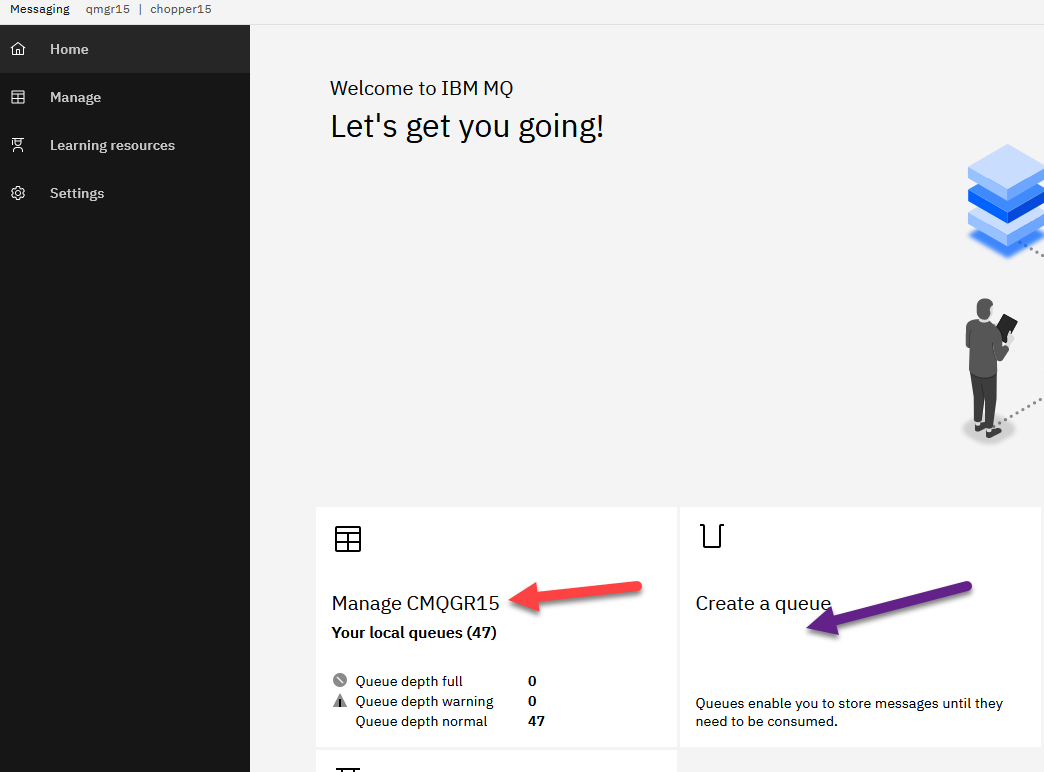 Messaging qmgr15 | chopper15
Home
Manage
Learning resources
Settings
Welcome to IBM MQ
Let's get you going!
Manage CMQGR15
Your local queues (47)
Queue depth full 0
Queue depth warning 0
Queue depth normal 47
Create a queue
Queues enable you to store messages until they
need to be consumed.